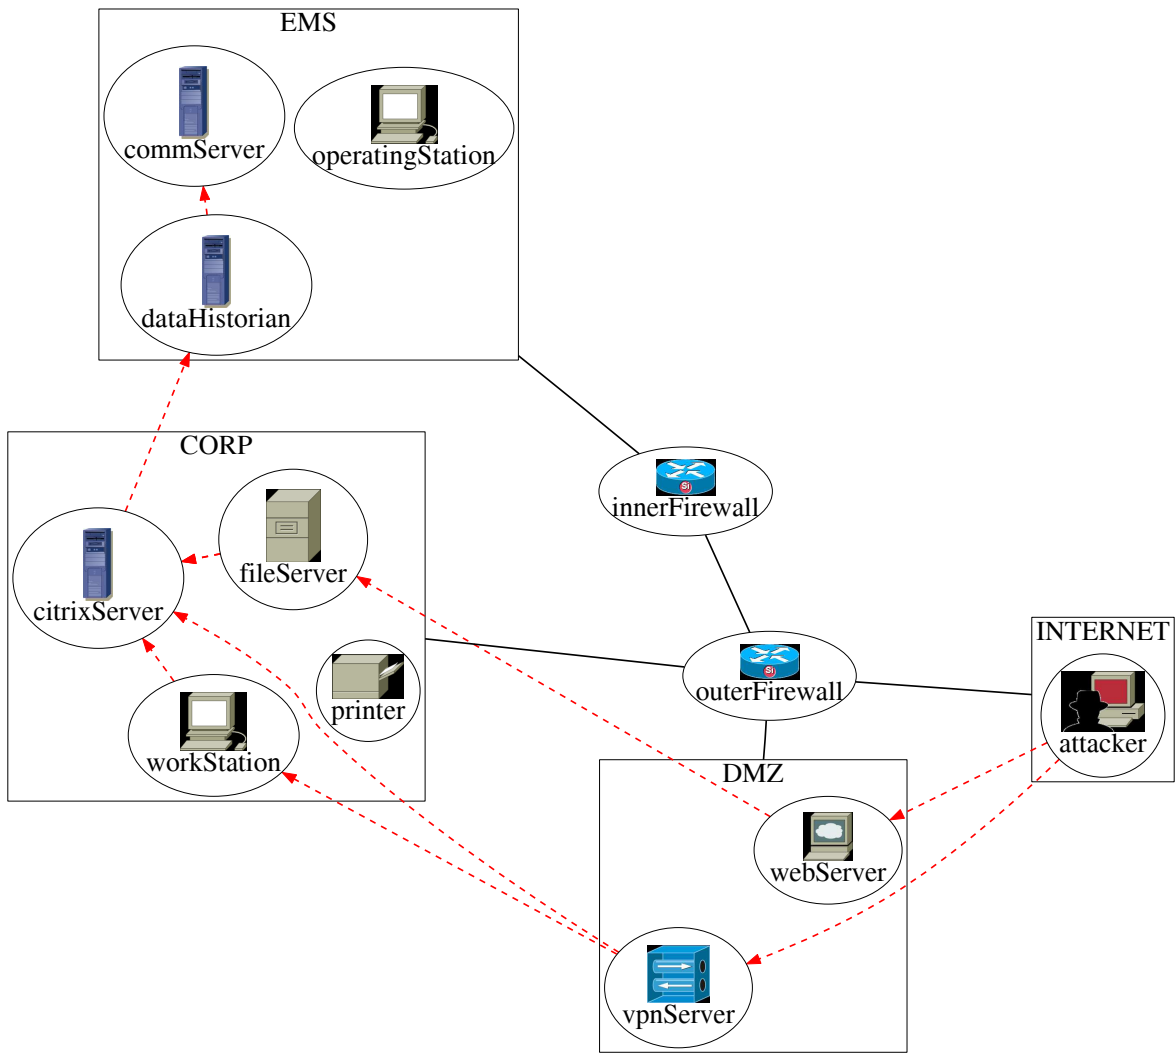 EMS
commServer
operatingStation
dataHistorian
CORP
innerFirewall
fileServer
citrixServer
INTERNET
outerFirewall
printer
attacker
workStation
DMZ
webServer
vpnServer